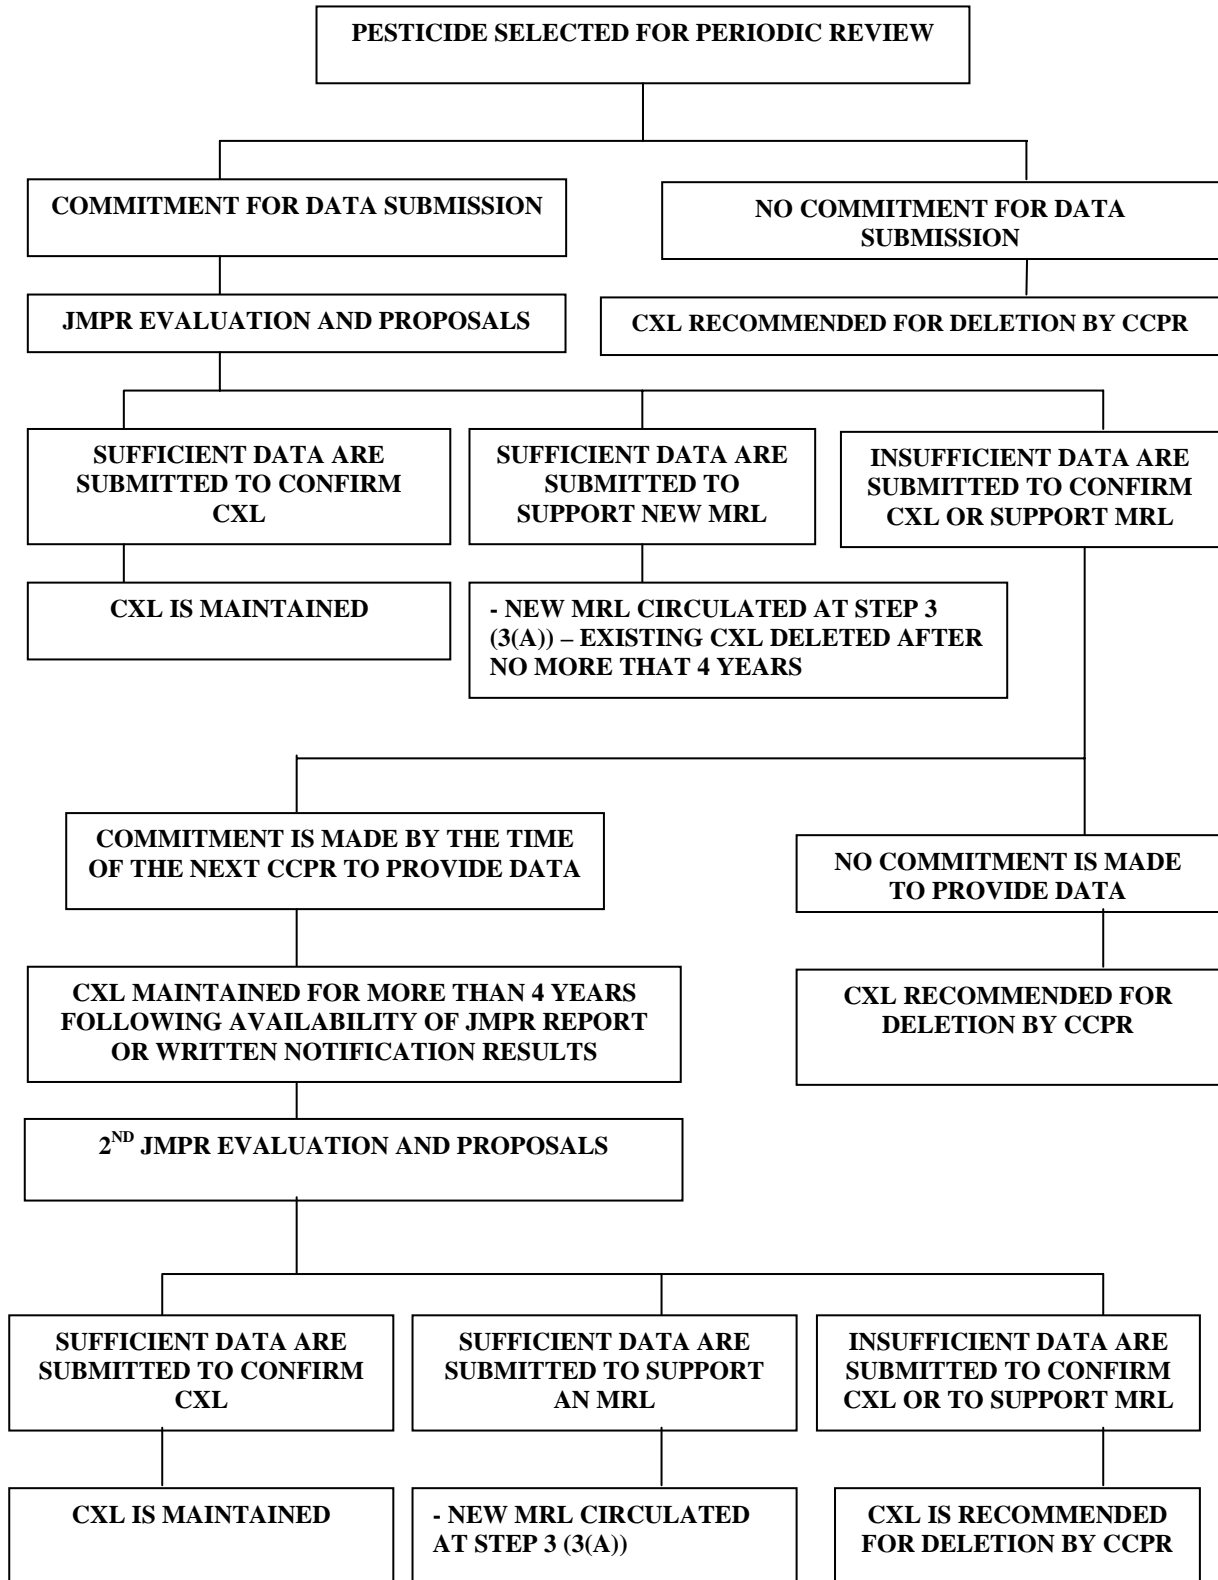 PESTICIDE SELECTED FOR PERIODIC REVIEW
COMMITMENT FOR DATA SUBMISSION
NO COMMITMENT FOR DATA
SUBMISSION
JMPR EVALUATION AND PROPOSALS
CXL RECOMMENDED FOR DELETION BY CCPR
SUFFICIENT DATA ARE
SUBMITTED TO CONFIRM
CXL
SUFFICIENT DATA ARE
SUBMITTED TO
SUPPORT NEW MRL
INSUFFICIENT DATA ARE
SUBMITTED TO CONFIRM
CXL OR SUPPORT MRL
CXL IS MAINTAINED
- NEW MRL CIRCULATED AT STEP 3
(3(A)) – EXISTING CXL DELETED AFTER
NO MORE THAT 4 YEARS
COMMITMENT IS MADE BY THE TIME
OF THE NEXT CCPR TO PROVIDE DATA
NO COMMITMENT IS MADE
TO PROVIDE DATA
CXL MAINTAINED FOR MORE THAN 4 YEARS
FOLLOWING AVAILABILITY OF JMPR REPORT
OR WRITTEN NOTIFICATION RESULTS
CXL RECOMMENDED FOR
DELETION BY CCPR
2ND JMPR EVALUATION AND PROPOSALS
SUFFICIENT DATA ARE
SUBMITTED TO CONFIRM
CXL
SUFFICIENT DATA ARE
SUBMITTED TO SUPPORT
AN MRL
INSUFFICIENT DATA ARE
SUBMITTED TO CONFIRM
CXL OR TO SUPPORT MRL
CXL IS MAINTAINED
- NEW MRL CIRCULATED
AT STEP 3 (3(A))
CXL IS RECOMMENDED
FOR DELETION BY CCPR